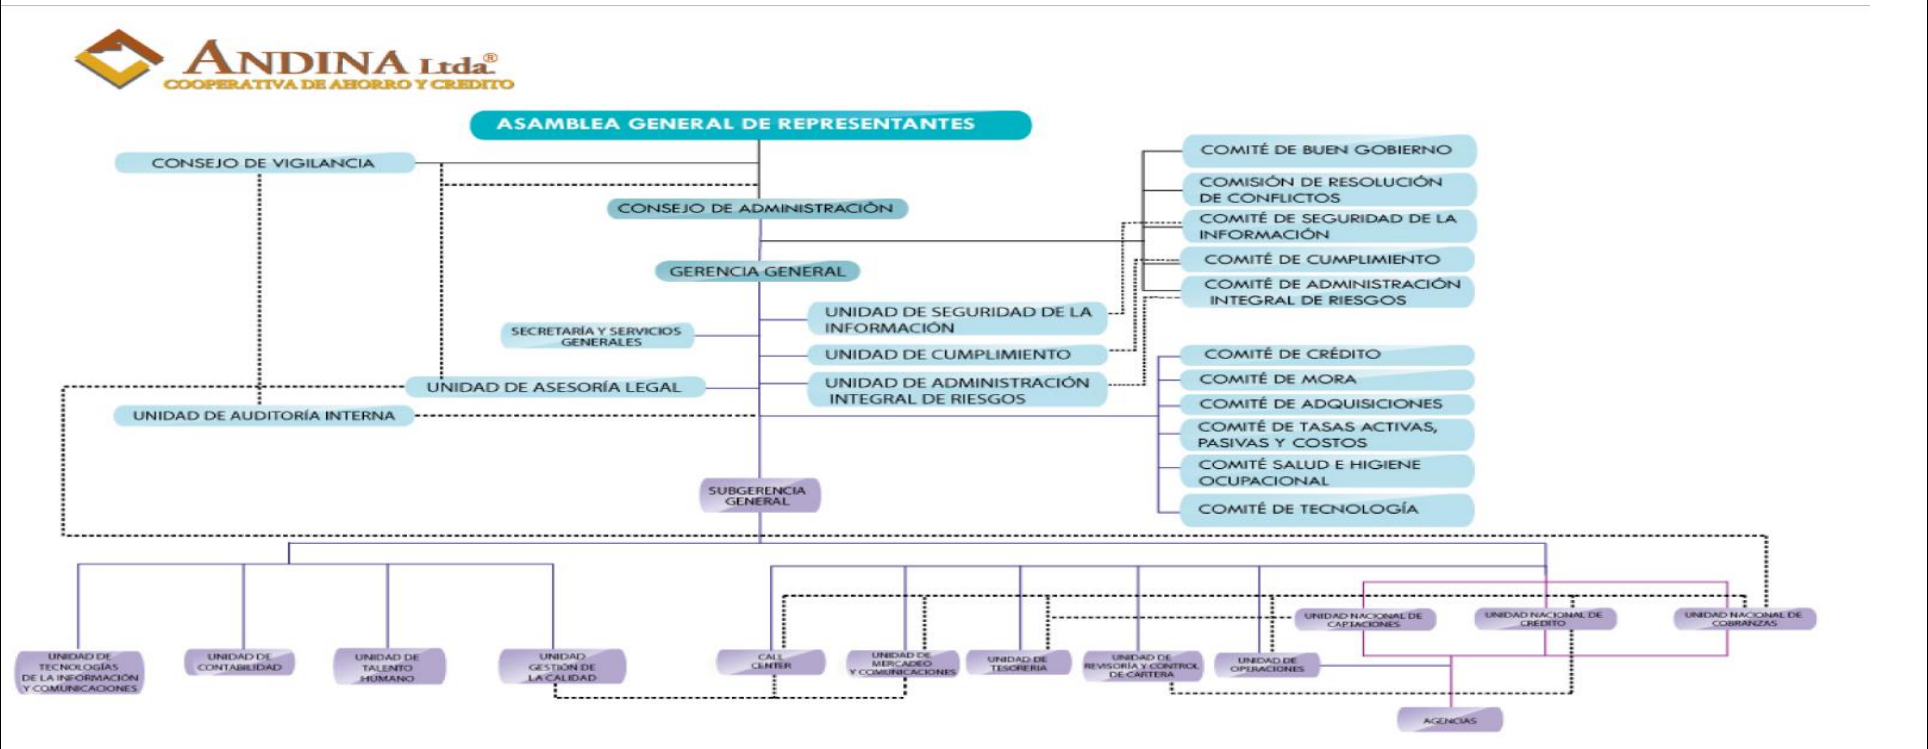 ANDINA Ltda.®
COOPERATIVA DE AHORRO Y CREDITO
ASAMBLEA GENERAL DE REPRESENTANTES
CONSEJO DE VIGILANCIA
CONSEJO DE ADMINISTRACIÓN
GERENCIA GENERAL
COMITÉ DE BUEN GOBIERNO
COMISIÓN DE RESOLUCIÓN
DE CONFLICTOS
COMITÉ DE SEGURIDAD DE LA
INFORMACIÓN
COMITÉ DE CUMPLIMIENTO
COMITÉ DE ADMINISTRACIÓN
INTEGRAL DE RIESGOS
SECRETARÍA Y SERVICIOS
GENERALES
UNIDAD DE SEGURIDAD DE LA
INFORMACIÓN
UNIDAD DE CUMPLIMIENTO
UNIDAD DE ADMINISTRACIÓN
INTEGRAL DE RIESGOS
UNIDAD DE ASESORÍA LEGAL
UNIDAD DE AUDITORÍA INTERNA
COMITÉ DE CRÉDITO
COMITÉ DE MORA
COMITÉ DE ADQUISICIONES
COMITÉ DE TASAS ACTIVAS,
PASIVAS Y COSTOS
COMITÉ SALUD E HIGIENE
OCUPACIONAL
COMITÉ DE TECNOLOGÍA
SUBGERENCIA
GENERAL
UNIDAD NACIONAL DE
CAPTACIONES
UNIDAD NACIONAL DE
CREDITO
UNIDAD NACIONAL DE
COBRANZAS
UNIDAD DE
TECNOLOGÍAS
DE LA INFORMACIÓN
Y COMUNICACIONES
UNIDAD DE
CONTABILIDAD
UNIDAD DE
TALENTO
HUMANO
UNIDAD
GESTIÓN DE
LA CALIDAD
CALL
CENTER
UNIDAD DE
MERCADEO
Y COMUNICACIONES
UNIDAD DE
TESORERIA
UNIDAD DE
REVISORÍA Y CONTROL
DE CARTERA
UNIDAD DE
OPERACIONES
AGENCIAS